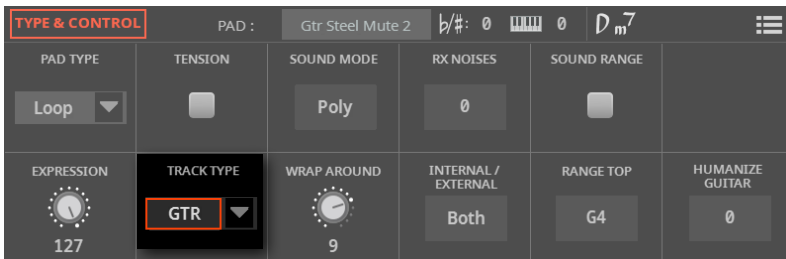 TYPE & CONTROL PAD : Gtr Steel Mute 2 ♭/#: 0 0 Dm7
PAD TYPE TENSION SOUND MODE RX NOISES SOUND RANGE
Loop Poly 0
EXPRESSION TRACK TYPE WRAP AROUND INTERNAL / EXTERNAL RANGE TOP HUMANIZE GUITAR
GTR Both G4 0
127 9